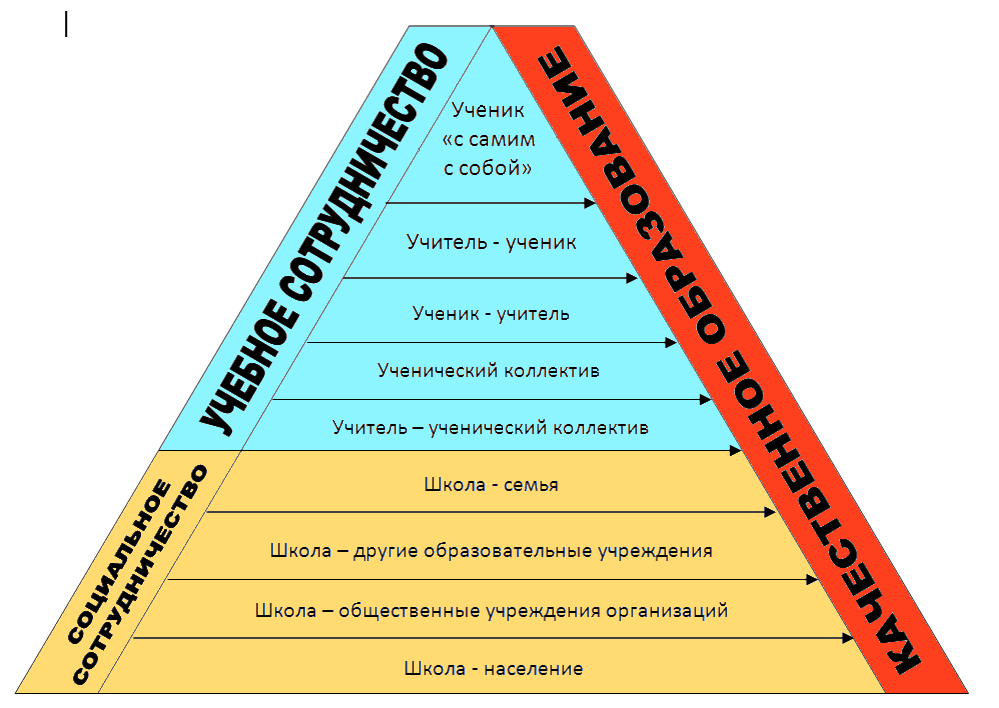 УЧЕБНОЕ СОТРУДНИЧЕСТВО
КАЧЕСТВЕННОЕ ОБРАЗОВАНИЕ
Ученик
«с самим
с собой»
Учитель - ученик
Ученик - учитель
Ученический коллектив
Учитель – ученический коллектив
СОЦИАЛЬНОЕ
СОТРУДНИЧЕСТВО
Школа - семья
Школа – другие образовательные учреждения
Школа – общественные учреждения организаций
Школа - население